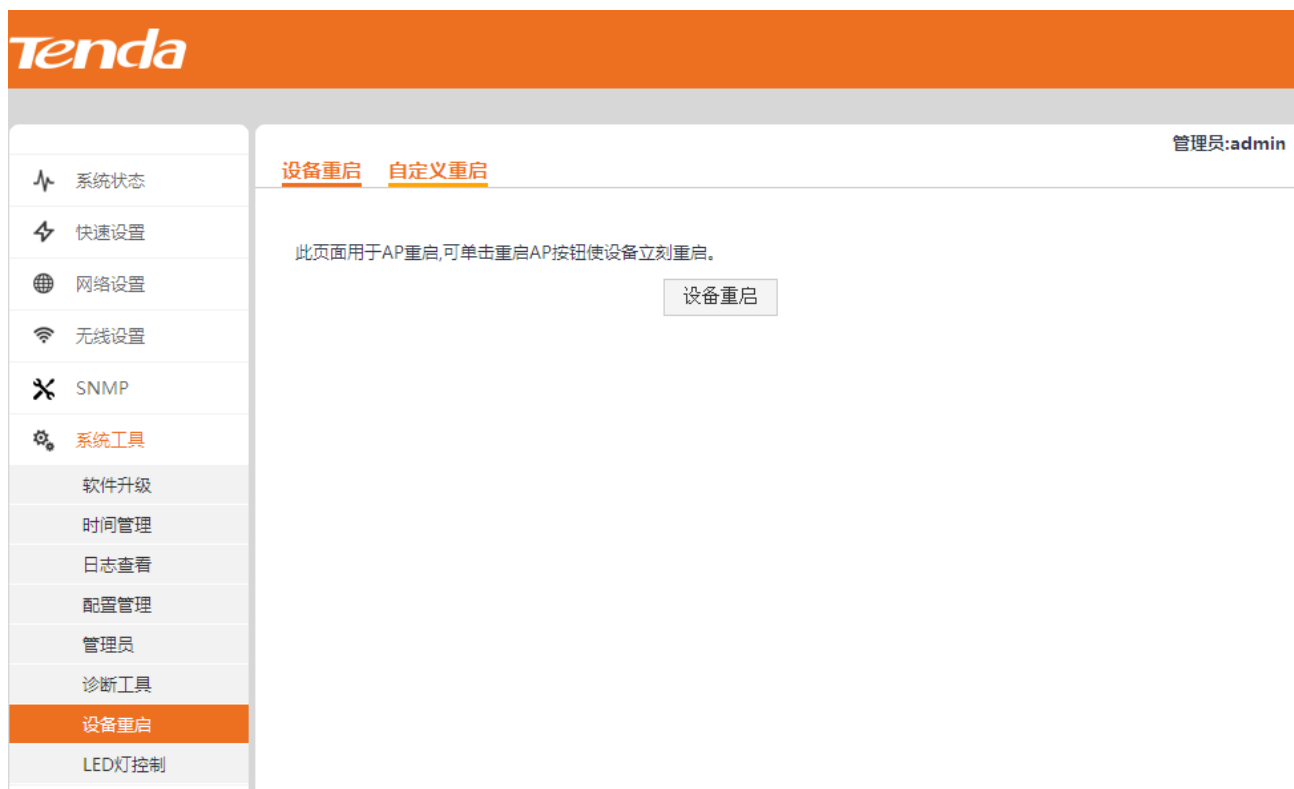 Tenda
管理员:admin
设备重启 自定义重启
系统状态
快速设置
此页面用于AP重启,可单击重启AP按钮使设备立刻重启。
网络设置
设备重启
无线设置
SNMP
系统工具
软件升级
时间管理
日志查看
配置管理
管理员
诊断工具
设备重启
LED灯控制